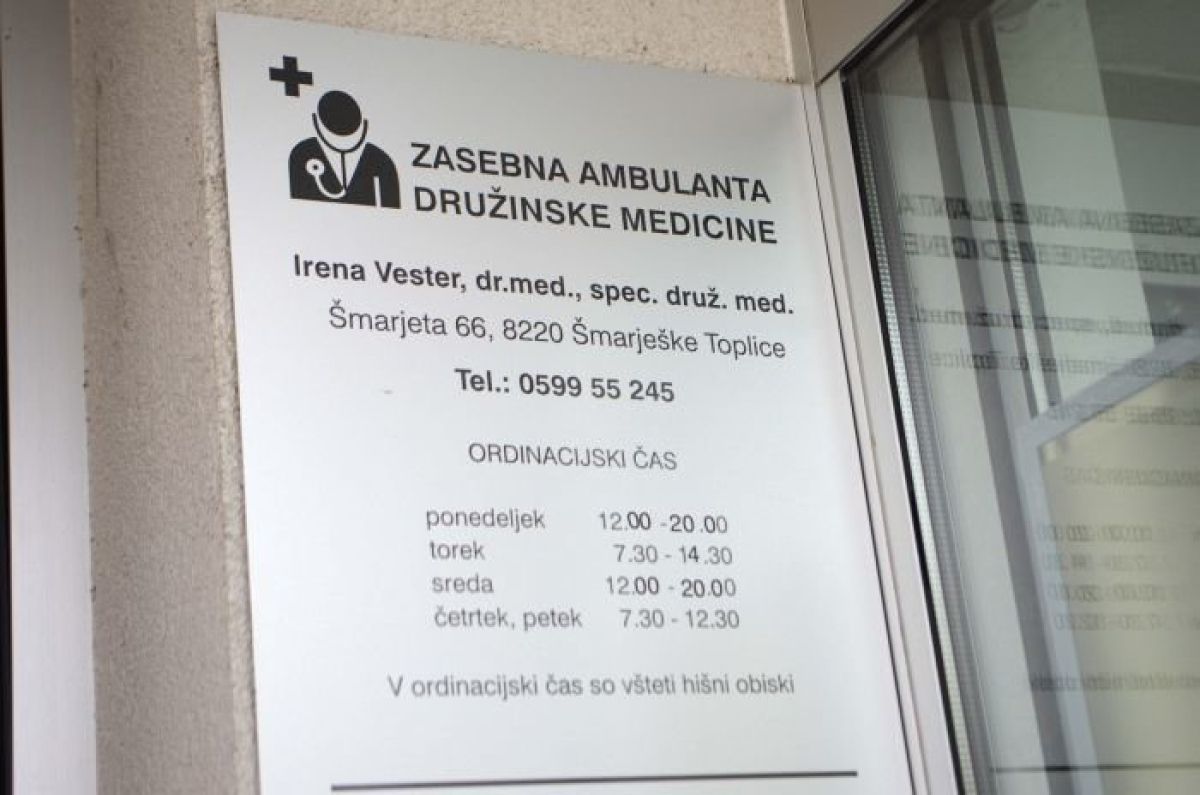 ZASEBNA AMBULANTA
DRUŽINSKE MEDICINE
Irena Vester, dr.med., spec. druž. med.
Šmarjeta 66, 8220 Šmarješke Toplice
Tel.: 0599 55 245
ORDINACIJSKI ČAS
ponedeljek 12.00 -20.00
torek 7.30 - 14.30
sreda 12.00 - 20.00
četrtek, petek 7.30 - 12.30
V ordinacijski čas so všteti hišni obiski